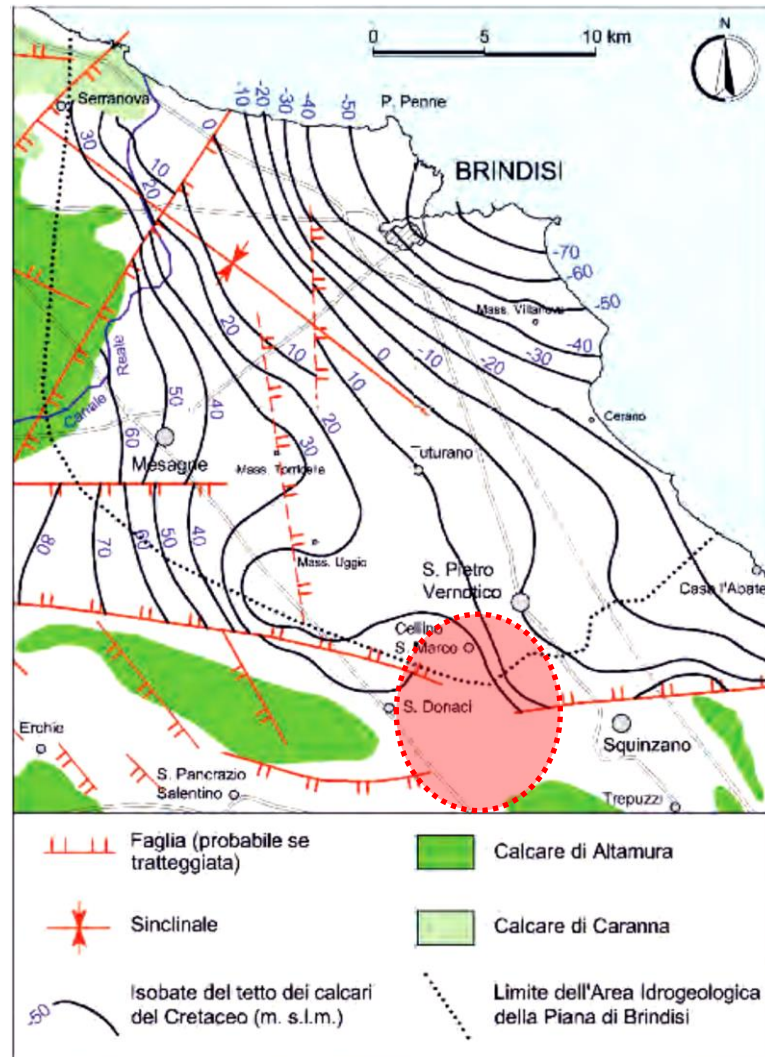 0 5 10 km
N
Serranova
P. Penne
BRINDISI
0
-10
-20
-30
-40
-50
30
20
10
-70
-60
-50
-40
-30
-20
-10
0
10
Mass. Villanova
Cerano
20
10
20
30
Canale Reale
50
40
60
Mesagne
Mass. Torricella
Tuturano
80
70
60
50
40
Mass. Uggio
S. Pietro
Vernotico
Casa l'Abate
Cellino
S. Marco
S. Donaci
Erchie
Squinzano
S. Pancrazio
Salentino
Trepuzzi
Faglia (probabile se
tratteggiata)
Calcare di Altamura
Sinclinale
Calcare di Caranna
-50
Isobate del tetto dei calcari
del Cretaceo (m. s.l.m.)
Limite dell'Area Idrogeologica
della Piana di Brindisi